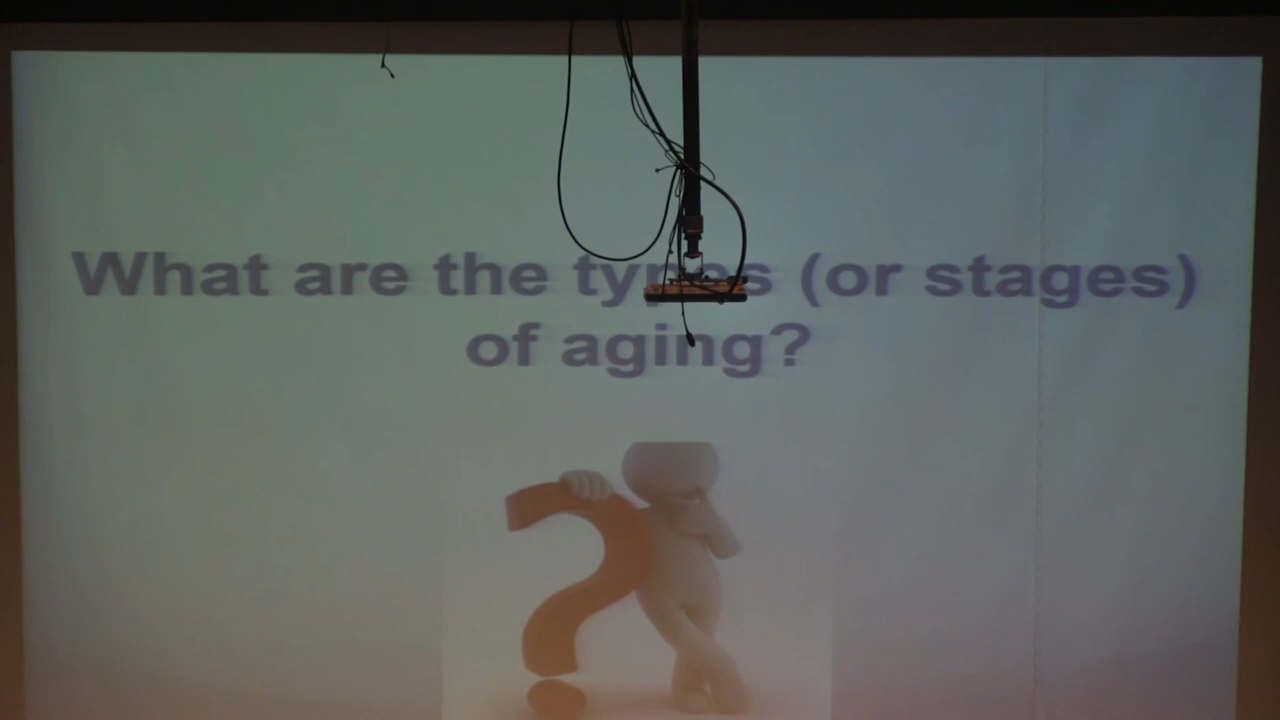 What are the types (or stages)
of aging?